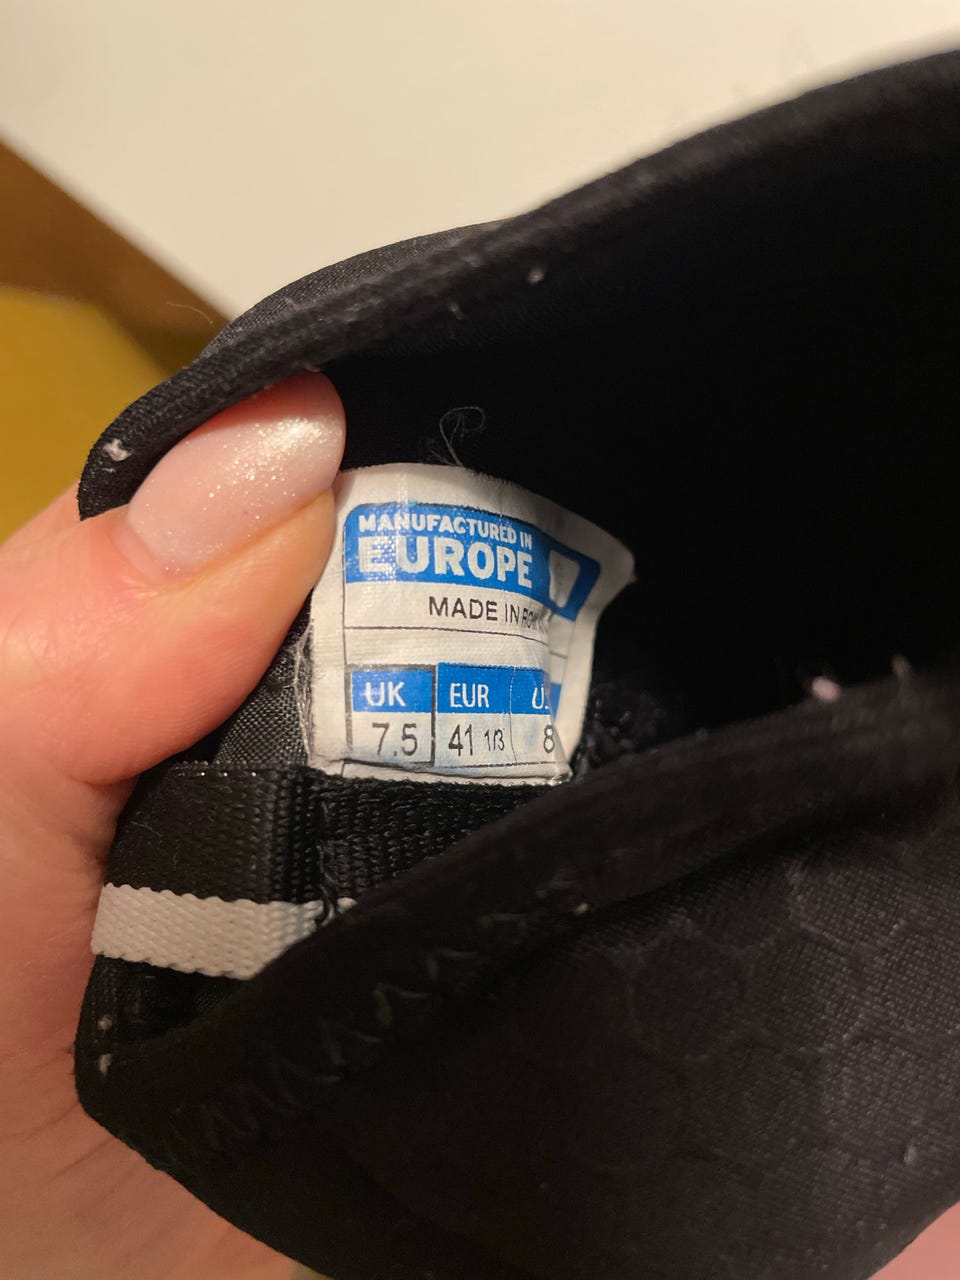 MANUFACTURED IN
EUROPE
MADE IN
UK EUR
7.5 41 1/3 8